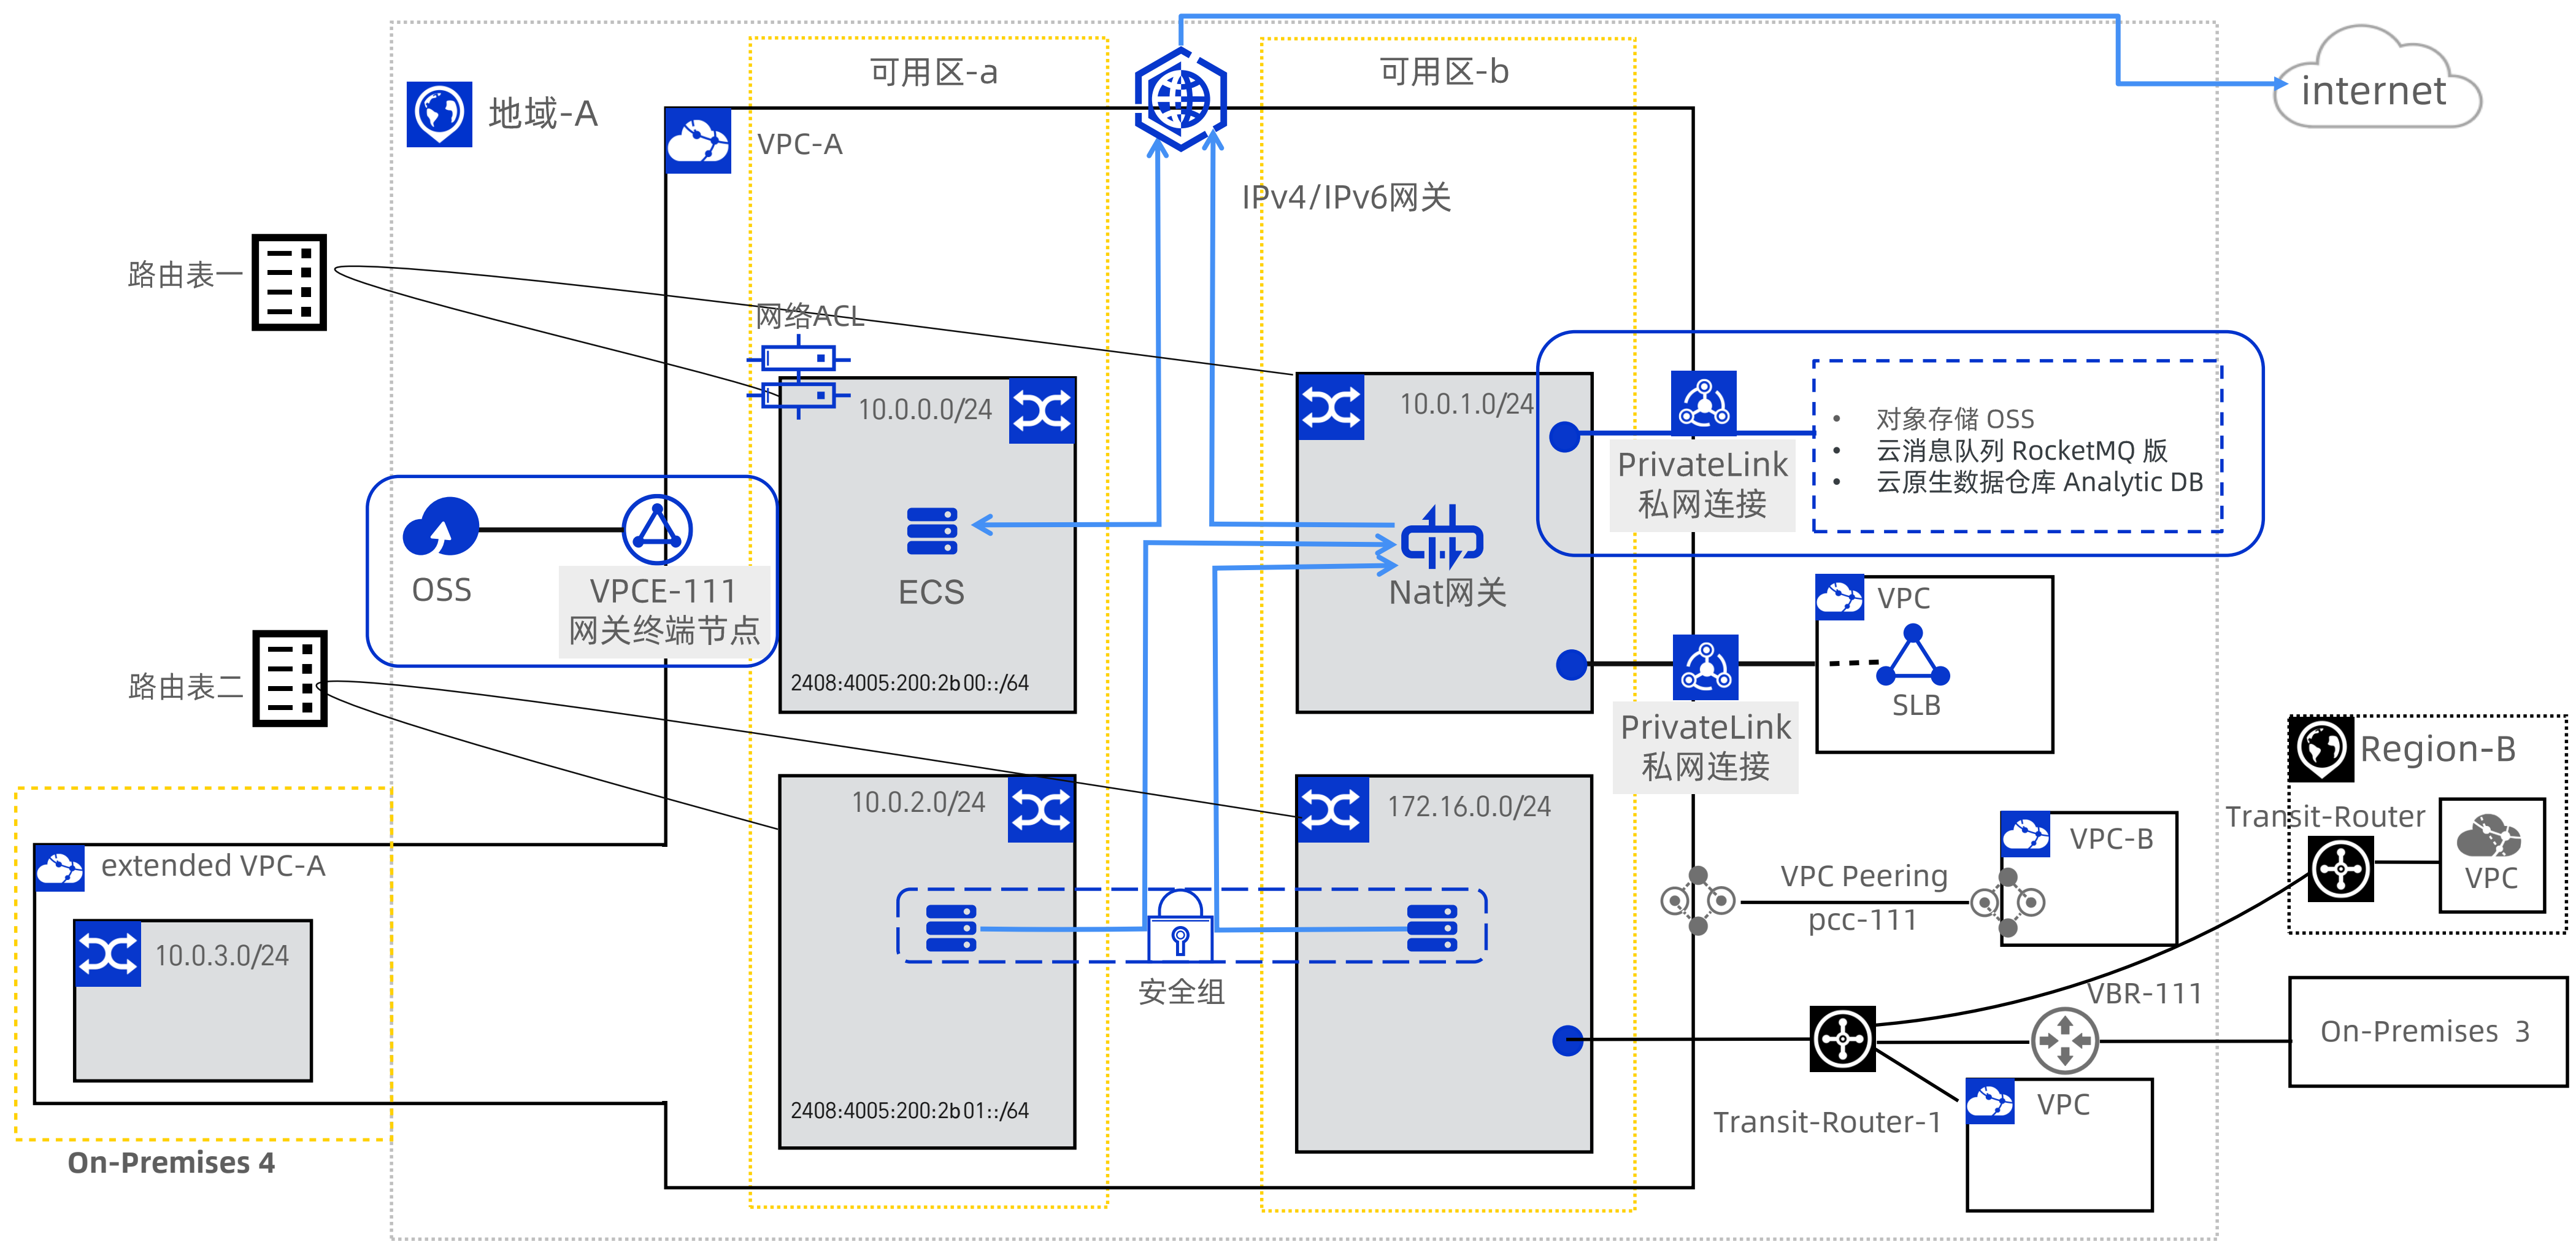 可用区-a
可用区-b
internet
地域-A
VPC-A
IPv4/IPv6网关
路由表一
网络ACL
10.0.0.0/24
10.0.1.0/24
• 对象存储 OSS
• 云消息队列 RocketMQ 版
• 云原生数据仓库 Analytic DB
PrivateLink
私网连接
OSS
VPCE-111
网关终端节点
ECS
Nat网关
VPC
SLB
2408:4005:200:2b00::/64
路由表二
PrivateLink
私网连接
Region-B
Transit-Router
VPC
10.0.2.0/24
172.16.0.0/24
VPC-B
VPC Peering
pcc-111
extended VPC-A
10.0.3.0/24
安全组
VBR-111
On-Premises 3
2408:4005:200:2b01::/64
Transit-Router-1
VPC
On-Premises 4